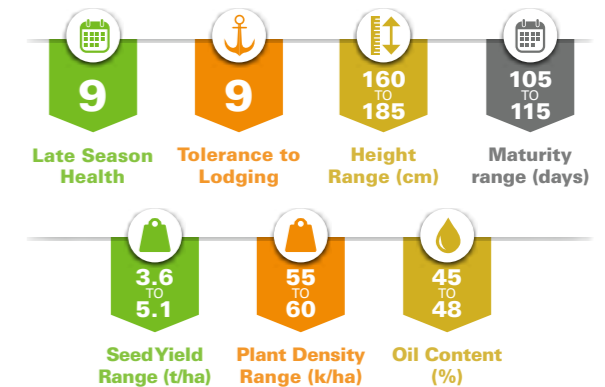 9
Late Season
Health
9
Tolerance to
Lodging
160
TO
185
Height
Range (cm)
105
TO
115
Maturity
range (days)
3.6
TO
5.1
Seed Yield
Range (t/ha)
55
TO
60
Plant Density
Range (k/ha)
45
TO
48
Oil Content
(%)